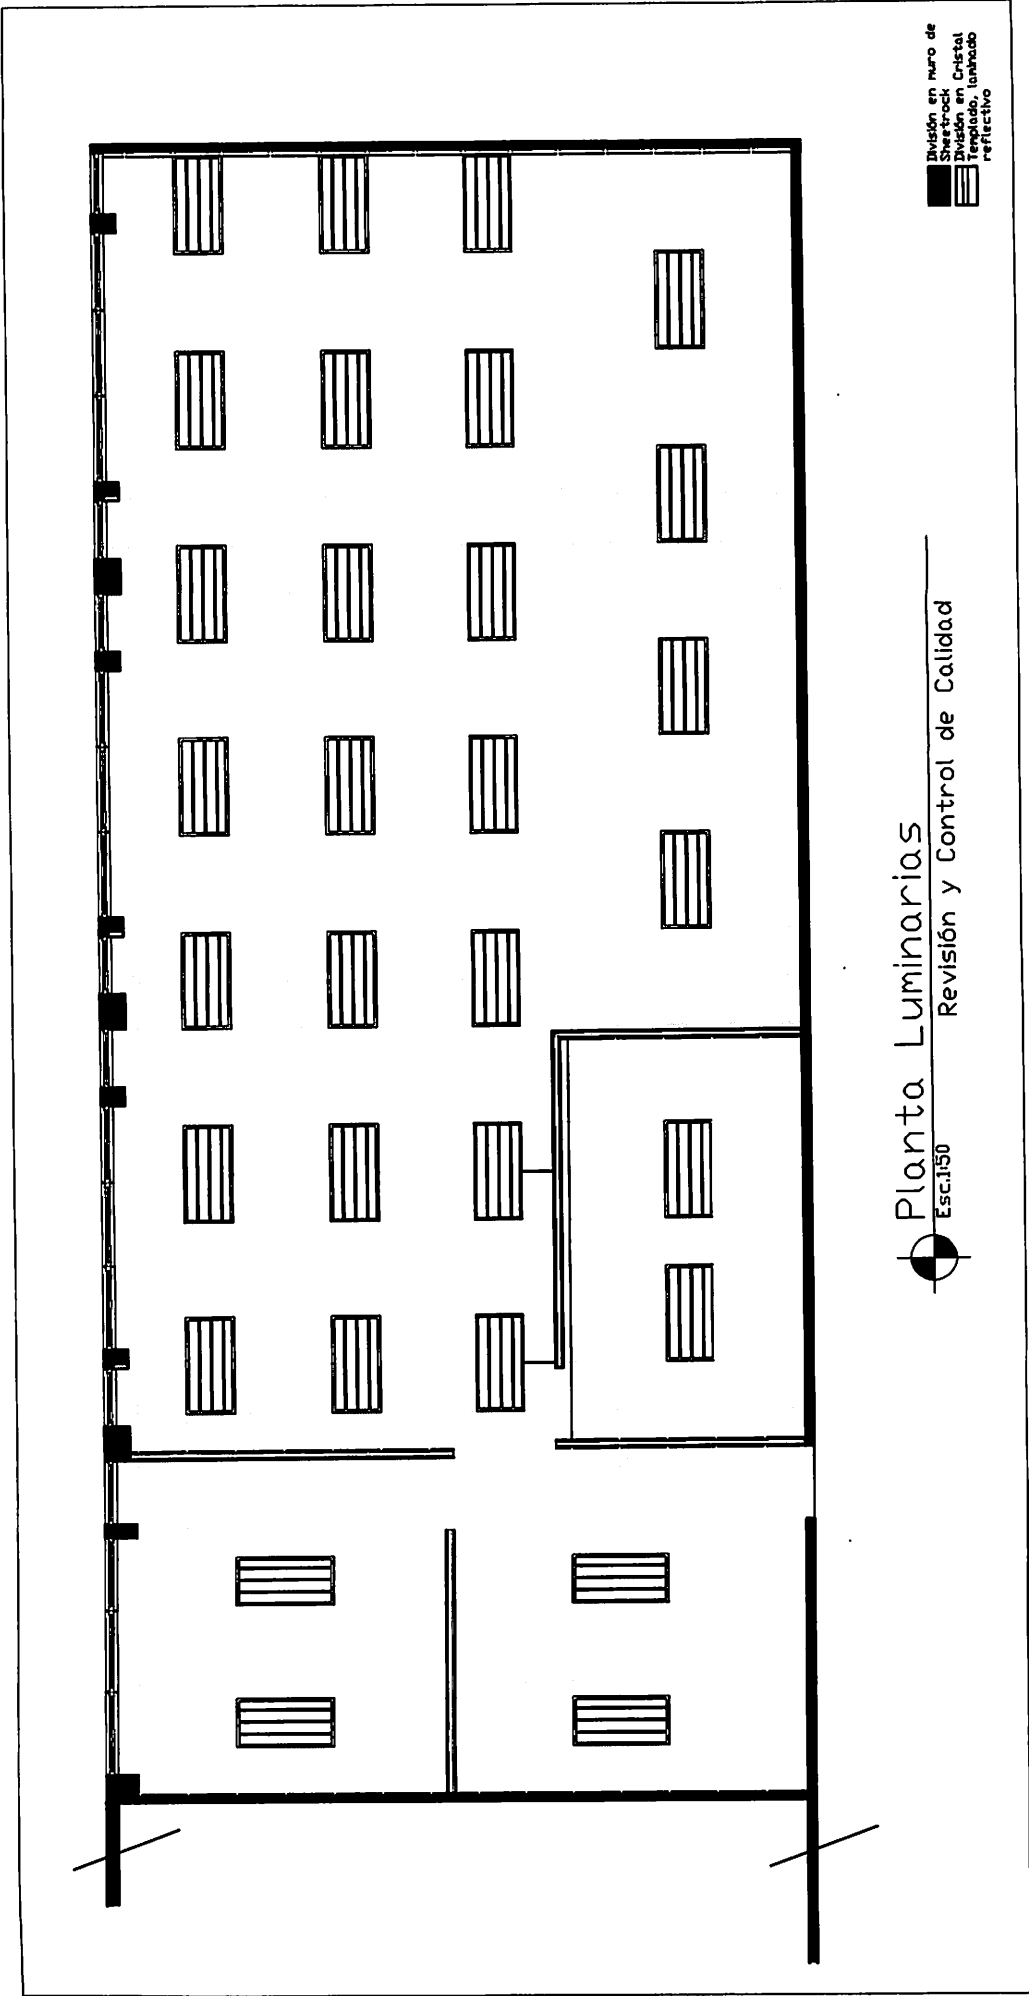 Planta Luminarias
Esc.1:50
Revisión y Control de Calidad
División en muro de
Sheetrock
División en Cristal
Templado, laminado
reflectivo